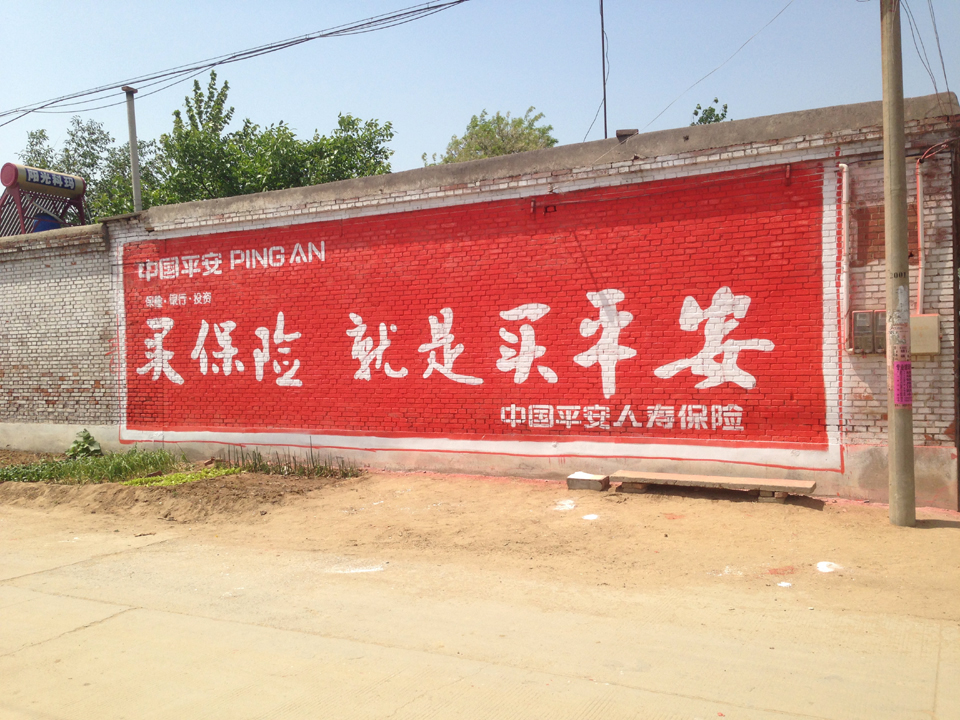 中国平安 PING AN
保险·银行·投资
买保险 就是买平安
中国平安人寿保险
2001